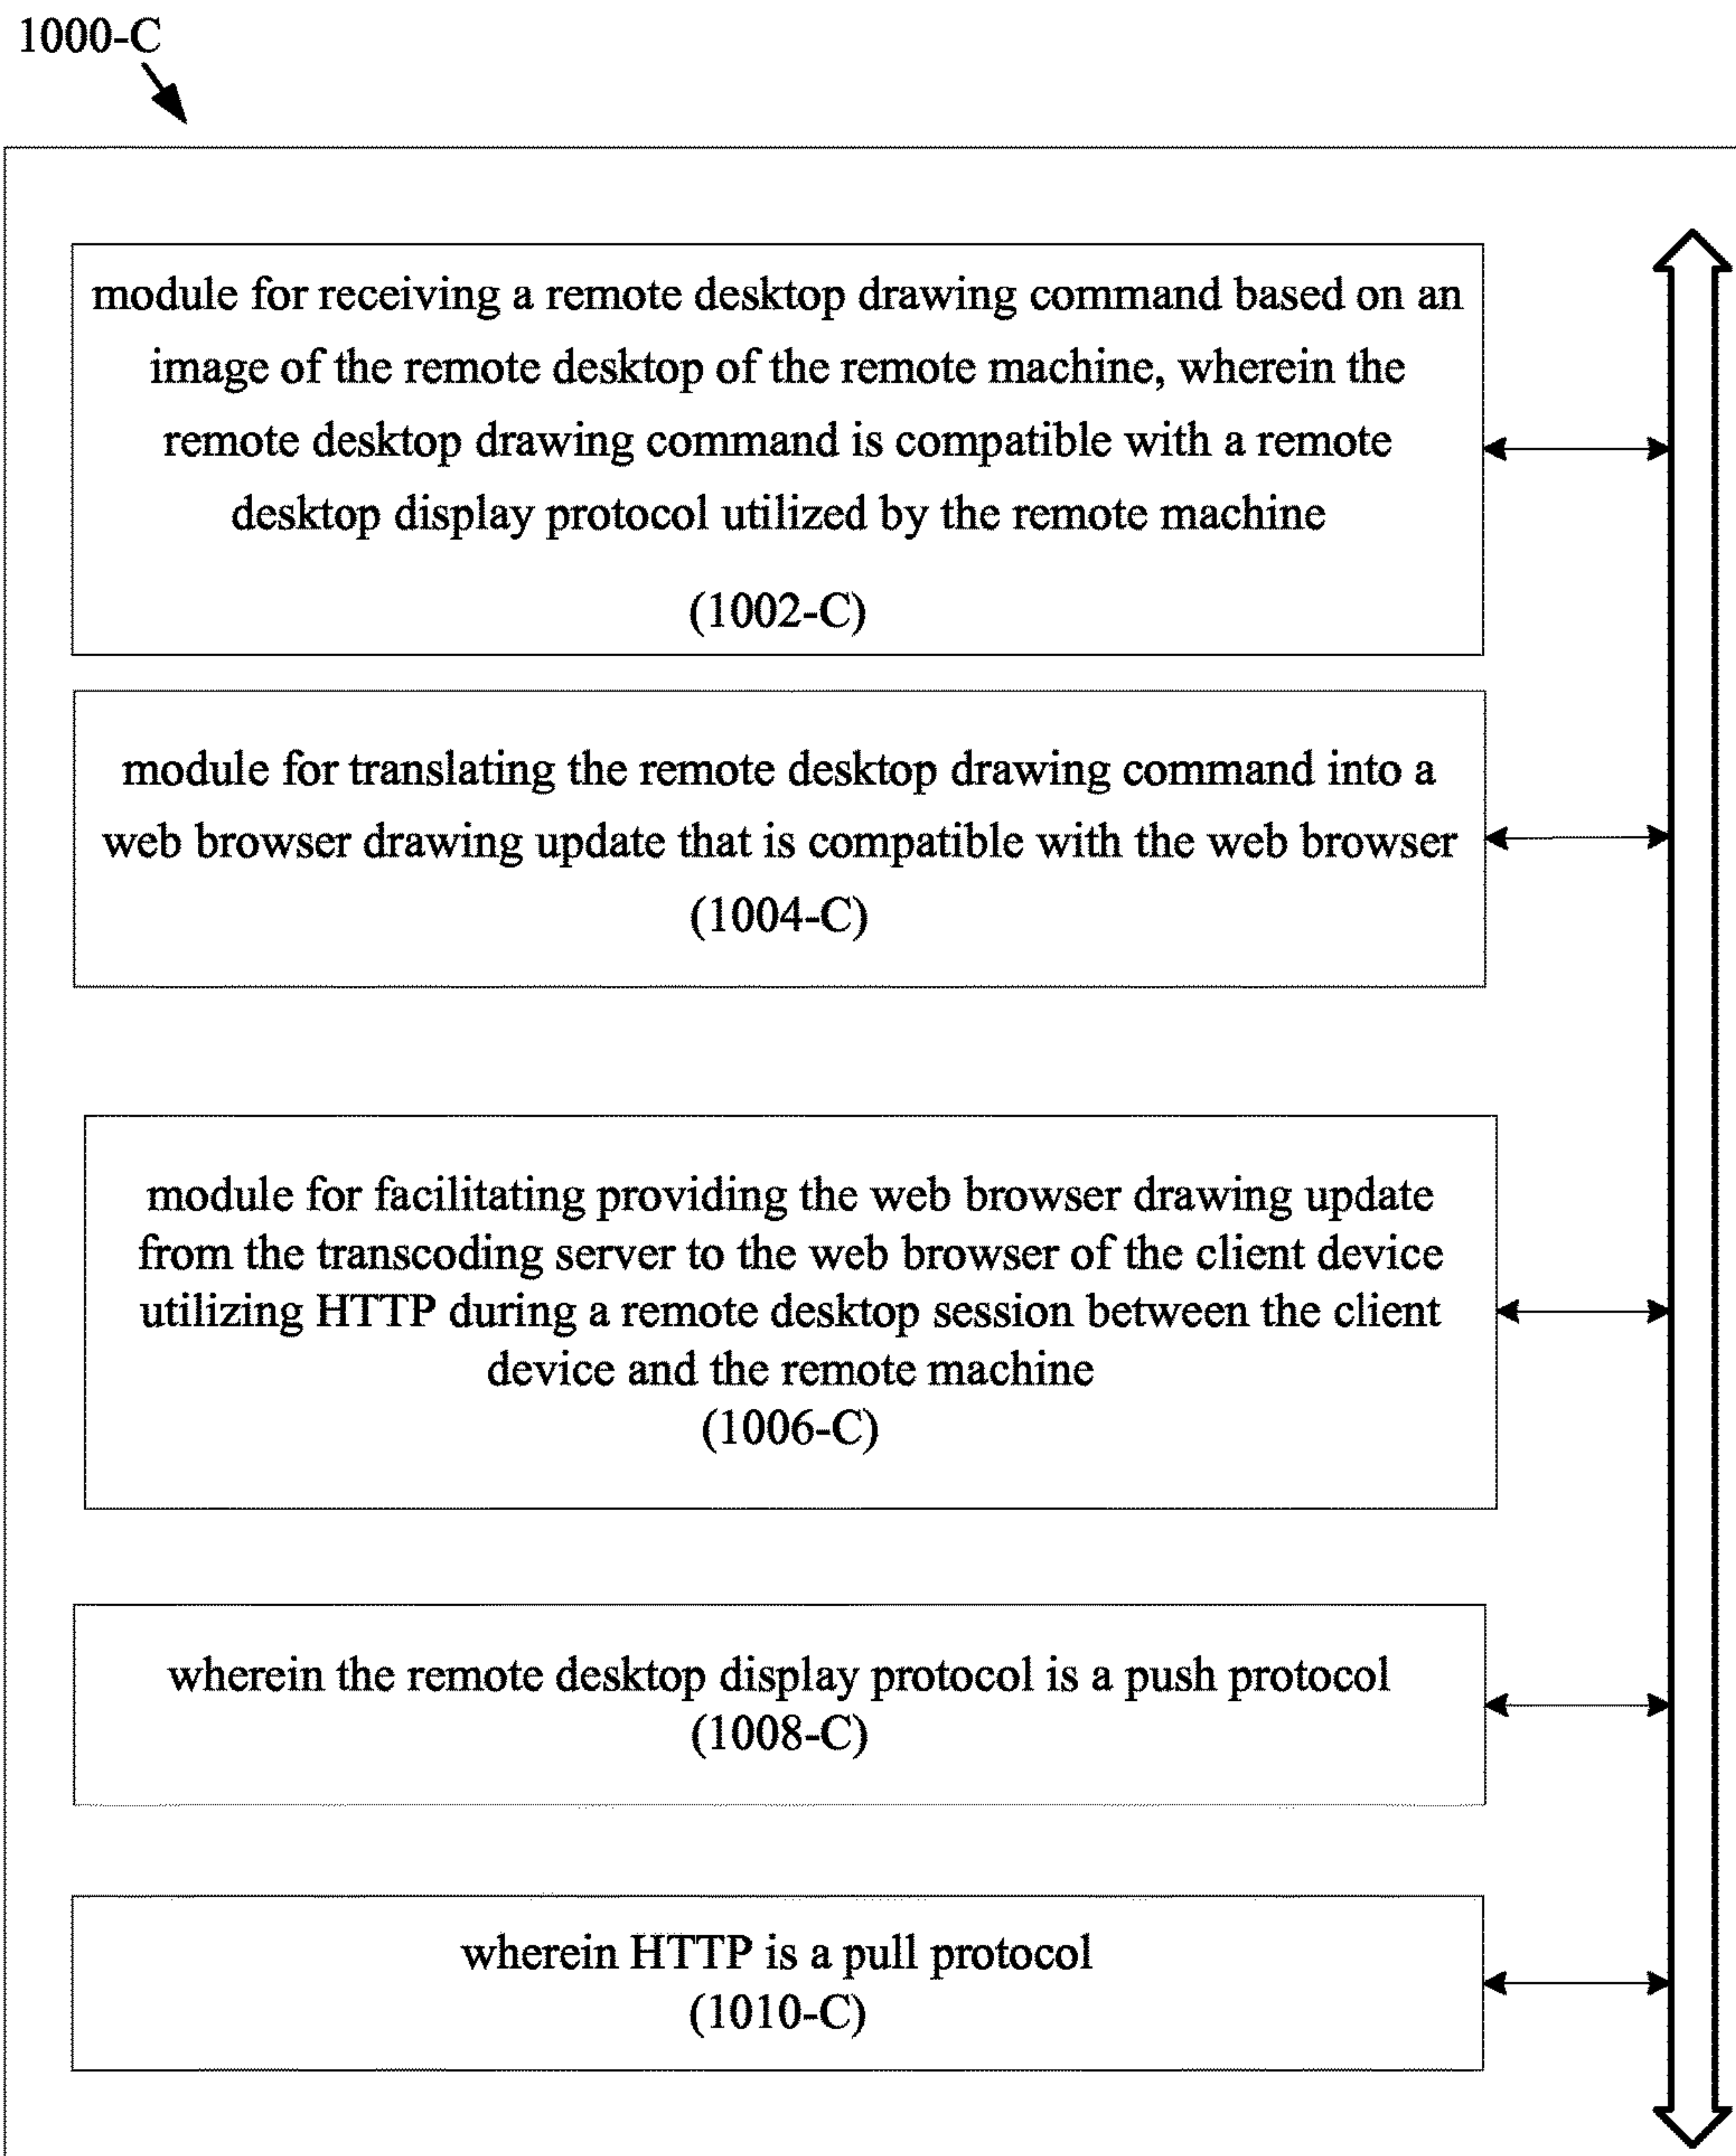 1000-C
module for receiving a remote desktop drawing command based on an
image of the remote desktop of the remote machine, wherein the
remote desktop drawing command is compatible with a remote
desktop display protocol utilized by the remote machine
(1002-C)
module for translating the remote desktop drawing command into a
web browser drawing update that is compatible with the web browser
(1004-C)
module for facilitating providing the web browser drawing update
from the transcoding server to the web browser of the client device
utilizing HTTP during a remote desktop session between the client
device and the remote machine
(1006-C)
wherein the remote desktop display protocol is a push protocol
(1008-C)
wherein HTTP is a pull protocol
(1010-C)